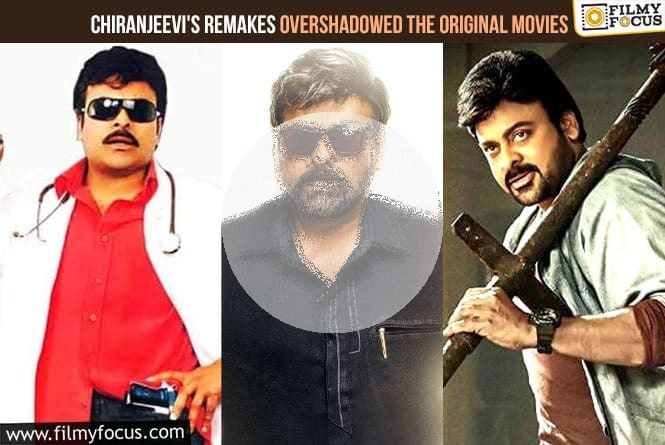 CHIRANJEEVI'S REMAKES OVERSHADOWED THE ORIGINAL MOVIES
FILMY
FOCUS
www.filmyfocus.com